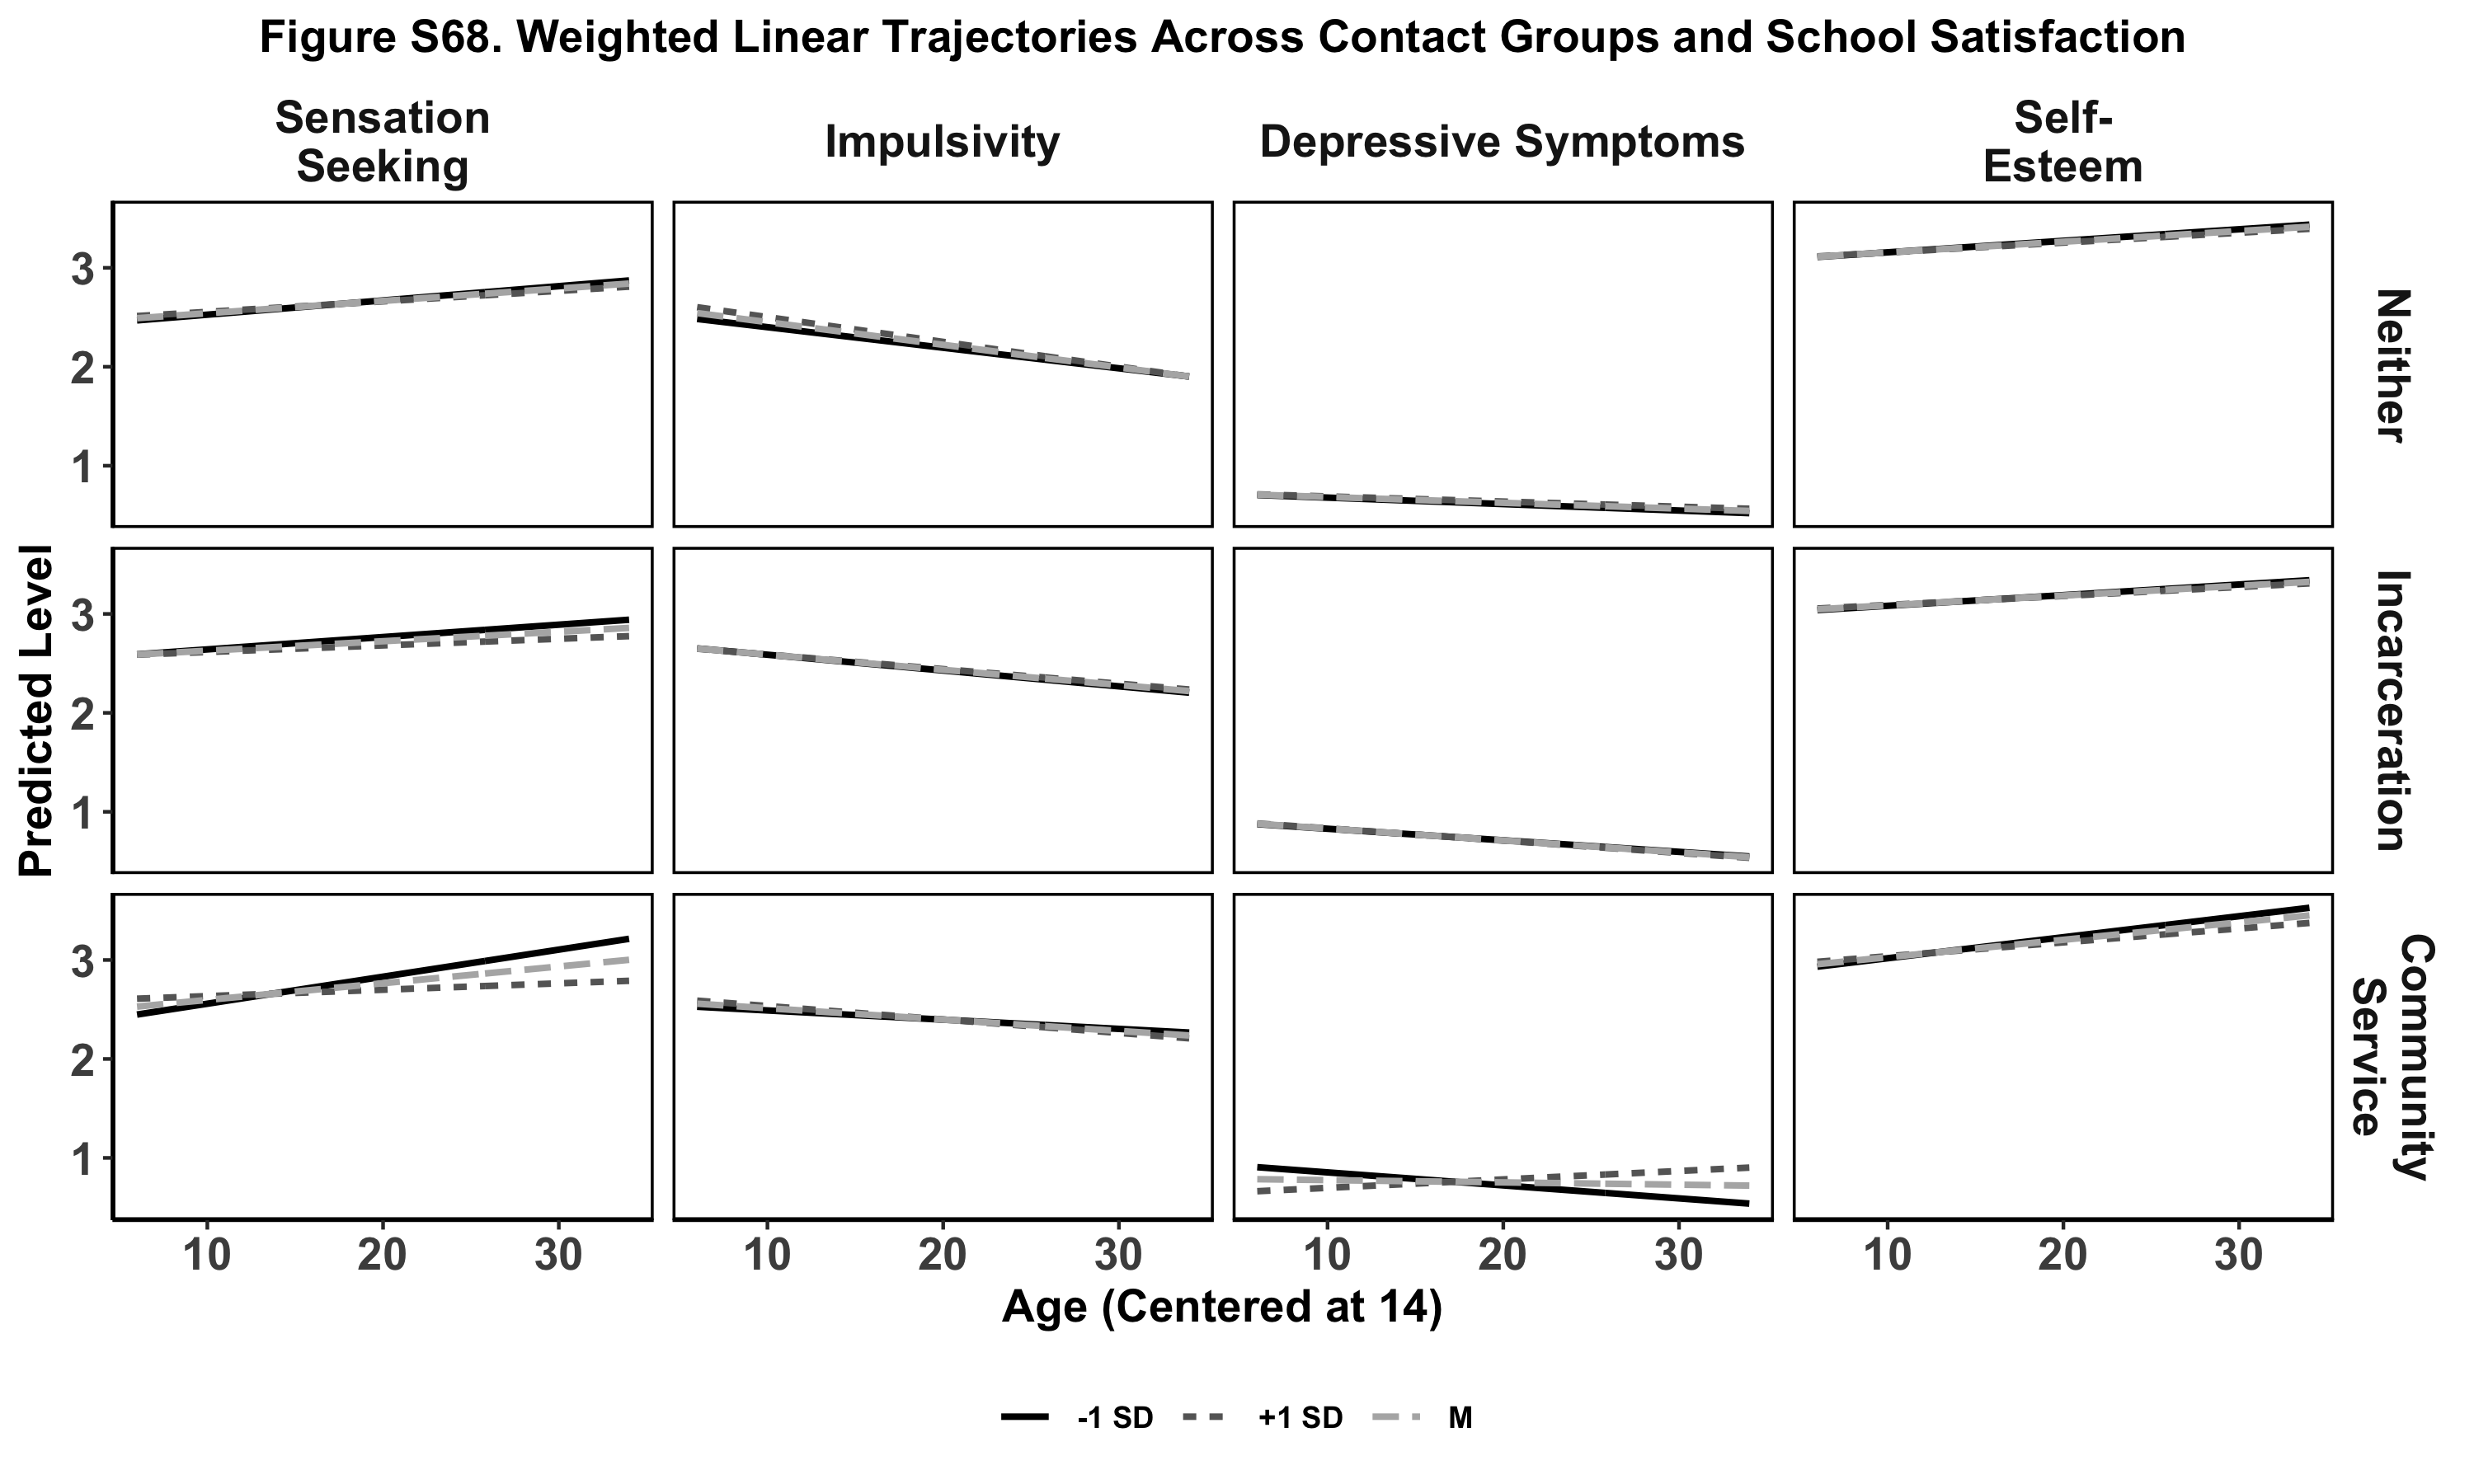 Figure S68. Weighted Linear Trajectories Across Contact Groups and School Satisfaction
Sensation
Seeking
Impulsivity
Depressive Symptoms
Self-
Esteem
3
2
1
Neither
Predicted Level
3
2
1
Incarceration
3
2
1
Community
Service
10
20
30
10
20
30
10
20
30
10
20
30
Age (Centered at 14)
-1 SD
+1 SD
M